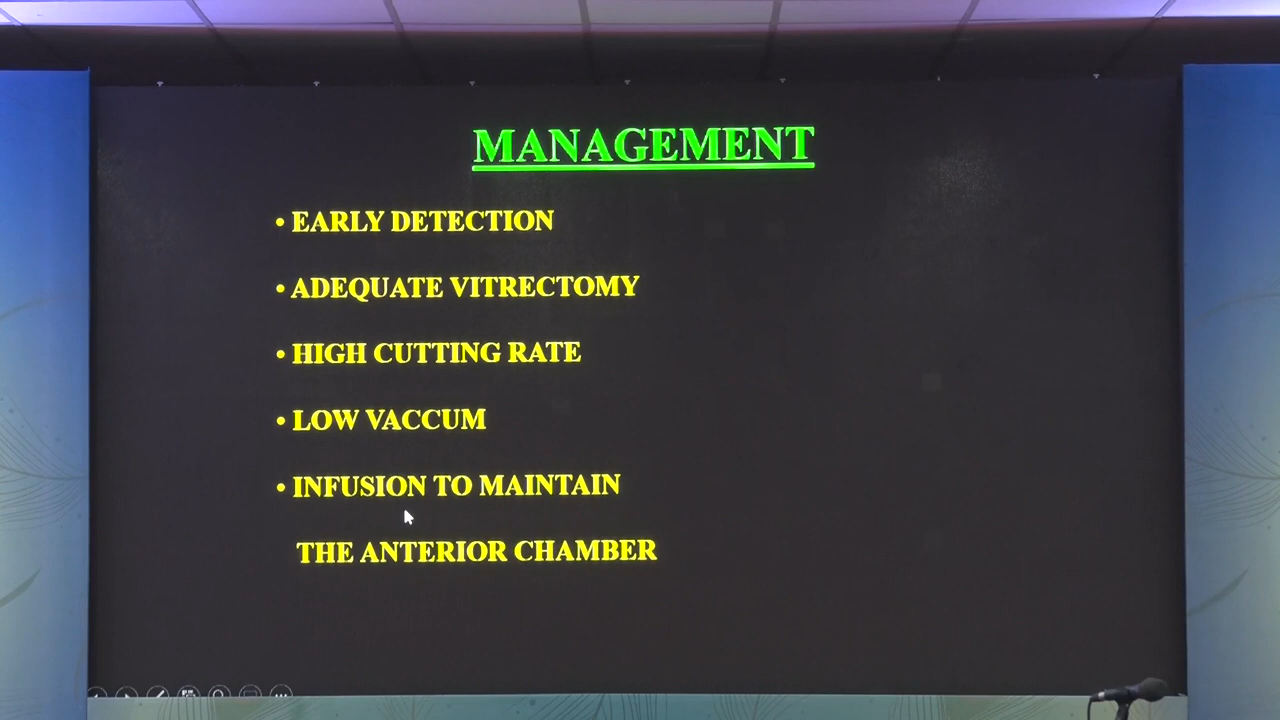 MANAGEMENT
• EARLY DETECTION
• ADEQUATE VITRECTOMY
• HIGH CUTTING RATE
• LOW VACCUM
• INFUSION TO MAINTAIN
THE ANTERIOR CHAMBER